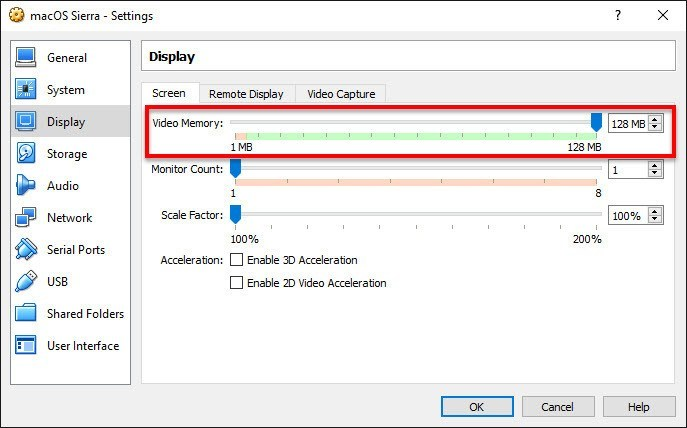 macOS Sierra - Settings
?
General
System
Display
Storage
Audio
Network
Serial Ports
USB
Shared Folders
User Interface
Display
Screen Remote Display Video Capture
Video Memory: 128 MB
1 MB 128 MB
Monitor Count: 1
1 8
Scale Factor: 100%
100% 200%
Acceleration: Enable 3D Acceleration
Enable 2D Video Acceleration
OK Cancel Help